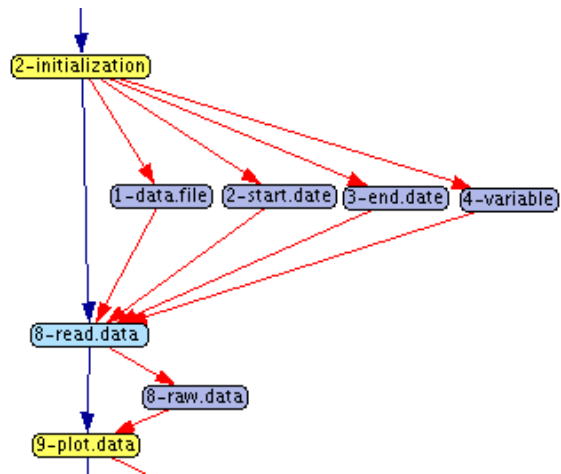 2-initialization
1-data.file
2-start.date
3-end.date
4-variable
8-read.data
8-raw.data
9-plot.data